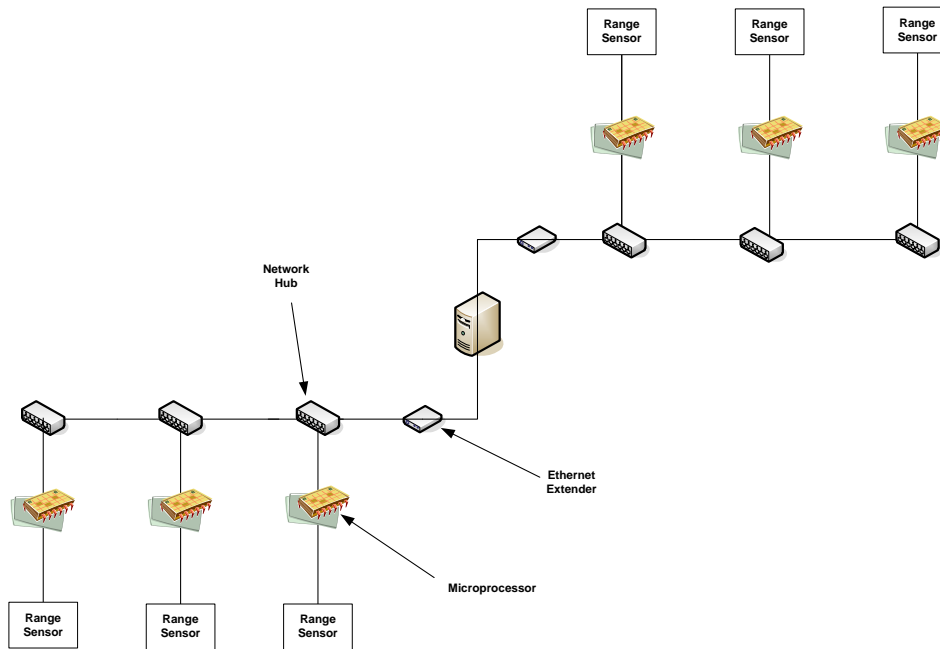 Range
Sensor
Range
Sensor
Range
Sensor
Network
Hub
Ethernet
Extender
Microprocessor
Range
Sensor
Range
Sensor
Range
Sensor